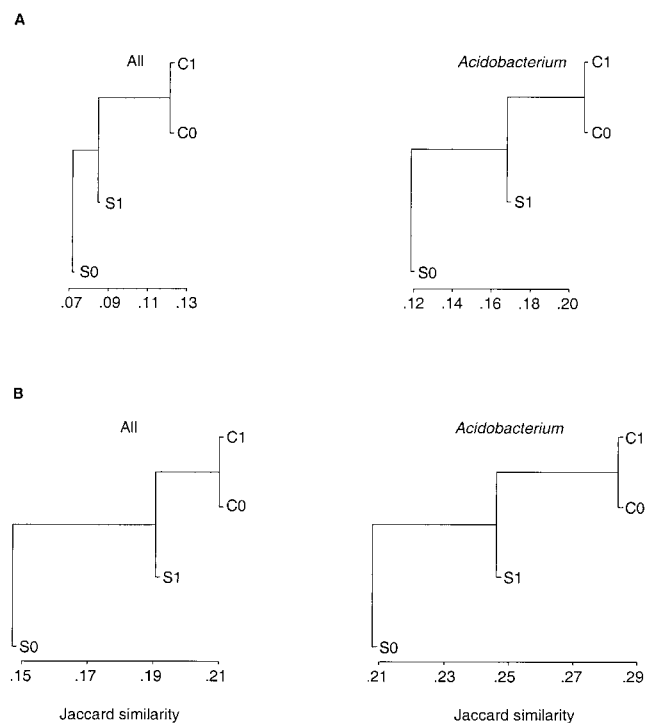 A
All
C1
C0
S1
S0
.07 .09 .11 .13
Acidobacterium
C1
C0
S1
S0
.12 .14 .16 .18 .20
B
All
C1
C0
S1
S0
.15 .17 .19 .21
Jaccard similarity
Acidobacterium
C1
C0
S1
S0
.21 .23 .25 .27 .29
Jaccard similarity